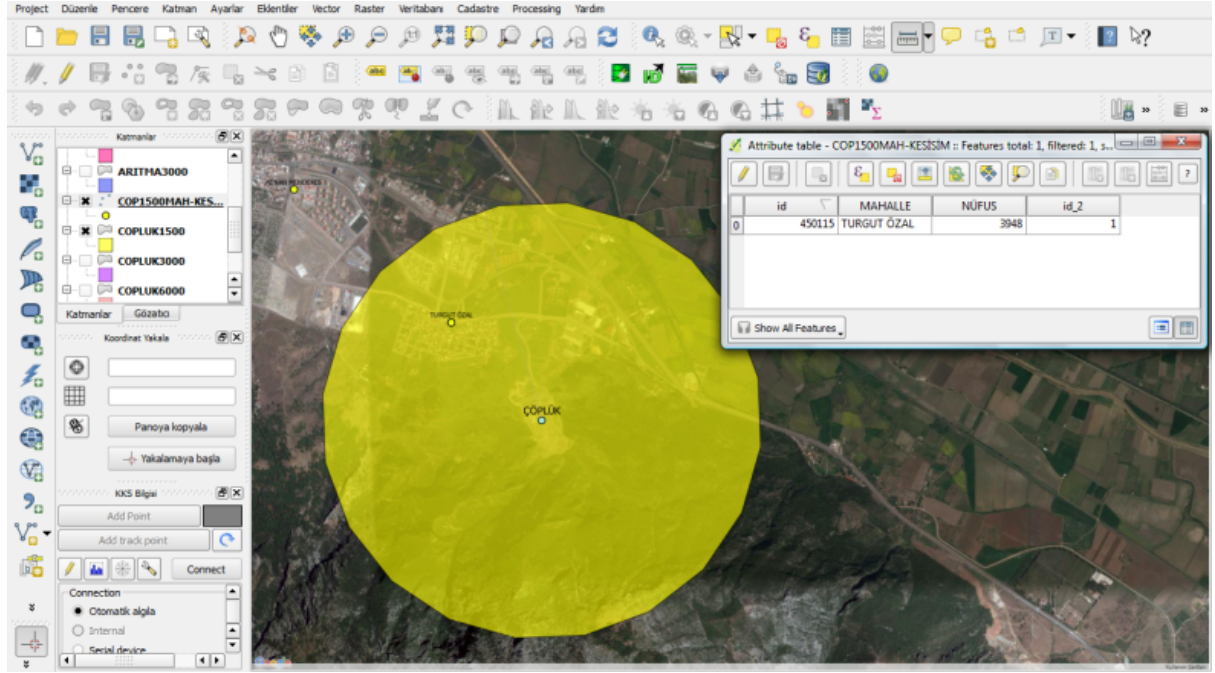 Project Düzenle Pencere Katman Ayarlar Eklentiler Vector Raster Veritabanı Cadastre Processing Yardım
Katmanlar
ARITMA3000
COP1500MAH-KES...
COPLUK1500
COPLUK3000
COPLUK6000
Katmanlar Gözatıcı
Koordinat Yakala
Panoya kopyala
Yakalamaya başla
KKS Bilgisi
Add Point
Add track point
Connect
Connection
Otomatik algıla
Internal
Serial device
TURGUT ÖZAL
ÇÖPLÜK
Attribute table - COP1500MAH-KESİSİM :: Features total: 1, filtered: 1, s...
id MAHALLE NÜFUS id_2
0 450115 TURGUT ÖZAL 3948 1
Show All Features